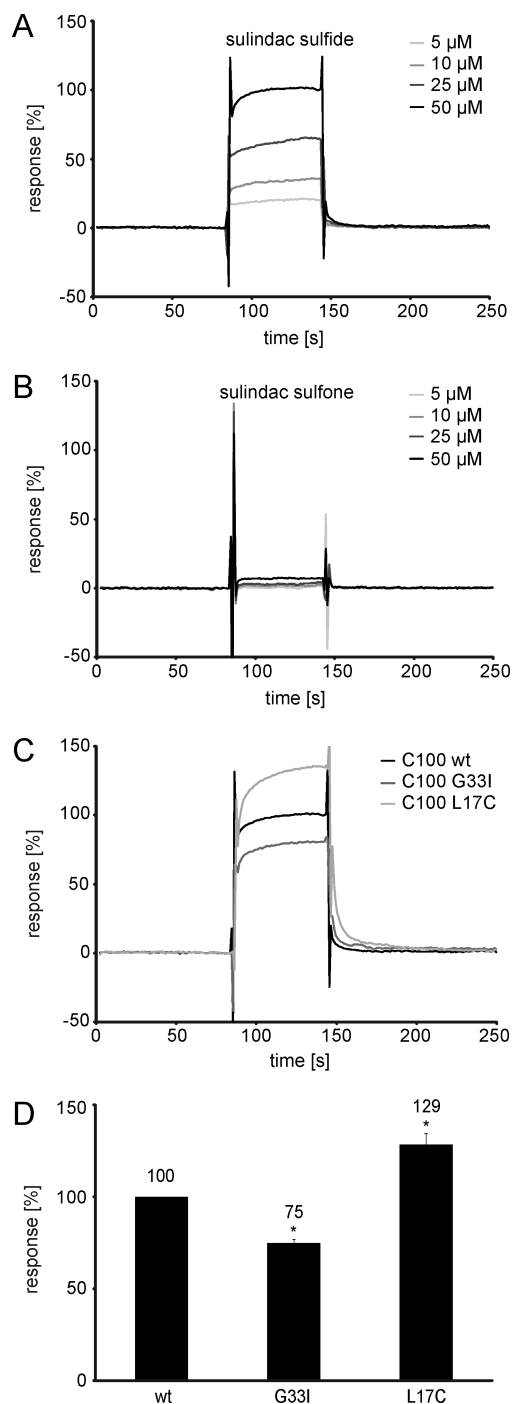 A
sulindac sulfide
5 µM
10 µM
25 µM
50 µM
response [%]
150
100
50
0
-50
0 50 100 150 200 250
time [s]
B
sulindac sulfone
5 µM
10 µM
25 µM
50 µM
response [%]
150
100
50
0
-50
0 50 100 150 200 250
time [s]
C
C100 wt
C100 G33I
C100 L17C
response [%]
150
100
50
0
-50
0 50 100 150 200 250
time [s]
D
response [%]
150
100
50
0
100
75
*
129
*
wt G33I L17C